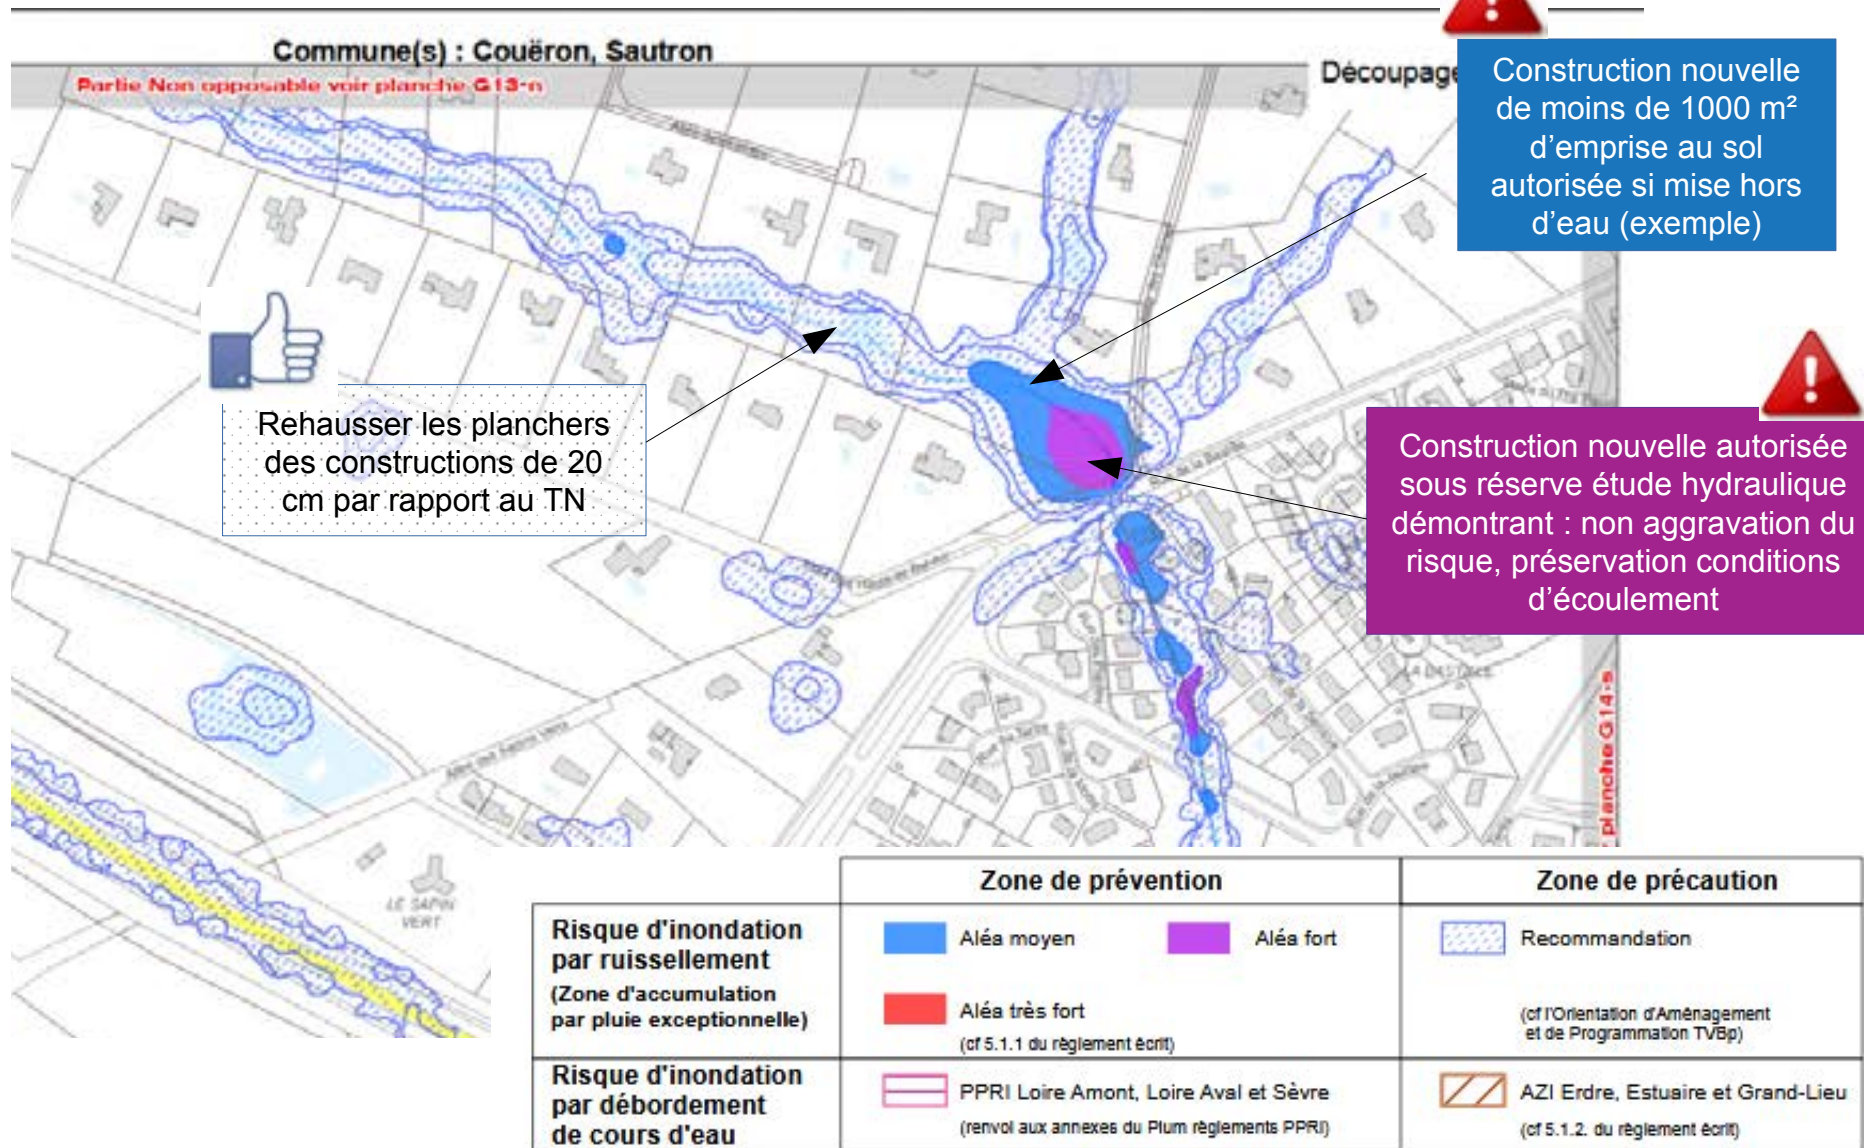 Commune(s) : Couëron, Sautron
Partie Non opposable voir planche G13-n
Découpage
Construction nouvelle
de moins de 1000 m²
d'emprise au sol
autorisée si mise hors
d'eau (exemple)
Rehausser les planchers
des constructions de 20
cm par rapport au TN
Construction nouvelle autorisée
sous réserve étude hydraulique
démontrant : non aggravation du
risque, préservation conditions
d'écoulement
planche G14-s
LE SAPIN
VERT
Zone de prévention
Zone de précaution
Risque d'inondation
par ruissellement
(Zone d'accumulation
par pluie exceptionnelle)
Aléa moyen
Aléa fort
Aléa très fort
(cf 5.1.1 du règlement écrit)
Recommandation
(cf l'Orientation d'Aménagement
et de Programmation TVBp)
Risque d'inondation
par débordement
de cours d'eau
PPRI Loire Amont, Loire Aval et Sèvre
(renvoi aux annexes du Plum règlements PPRI)
AZI Erdre, Estuaire et Grand-Lieu
(cf 5.1.2. du règlement écrit)